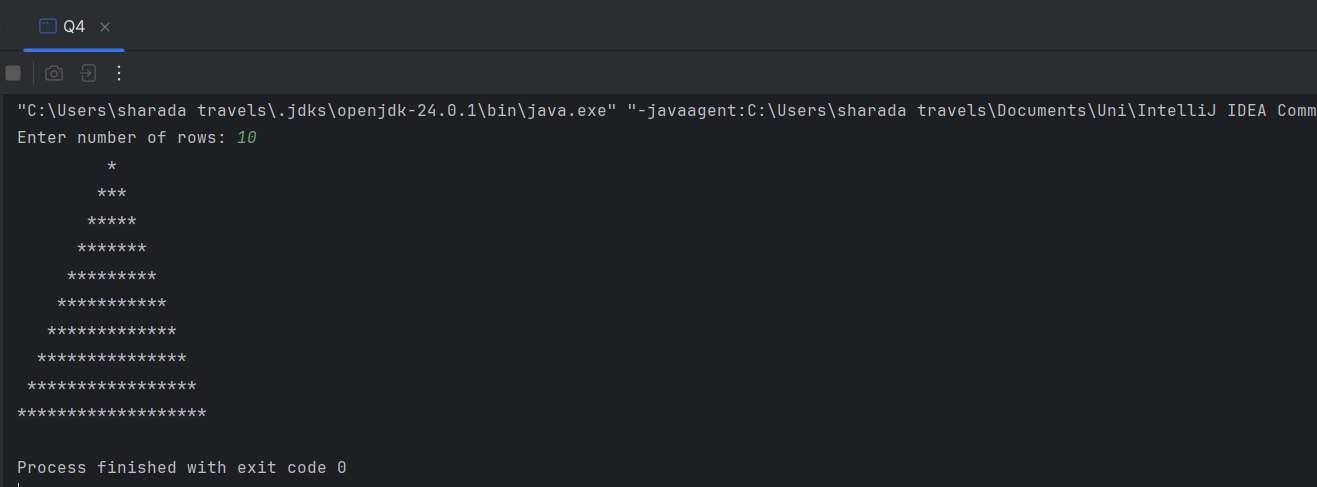 Q4
"C:\Users\sharada travels\.jdks\openjdk-24.0.1\bin\java.exe" "-javaagent:C:\Users\sharada travels\Documents\Uni\IntelliJ IDEA Comm
Enter number of rows: 10
         *
        ***
       *****
      *******
     *********
    ***********
   *************
  ***************
 *****************
*******************
Process finished with exit code 0